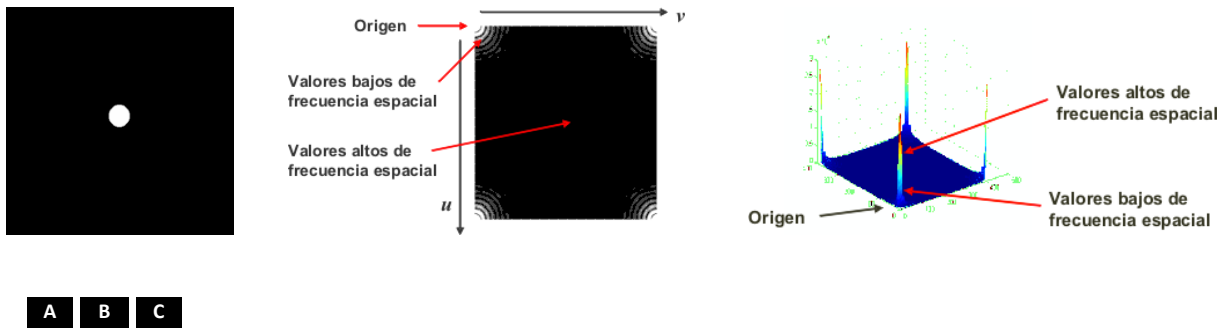 Origen
v
Valores bajos de
frecuencia espacial
Valores altos de
frecuencia espacial
u
Valores altos de
frecuencia espacial
Valores bajos de
frecuencia espacial
Origen
A B C